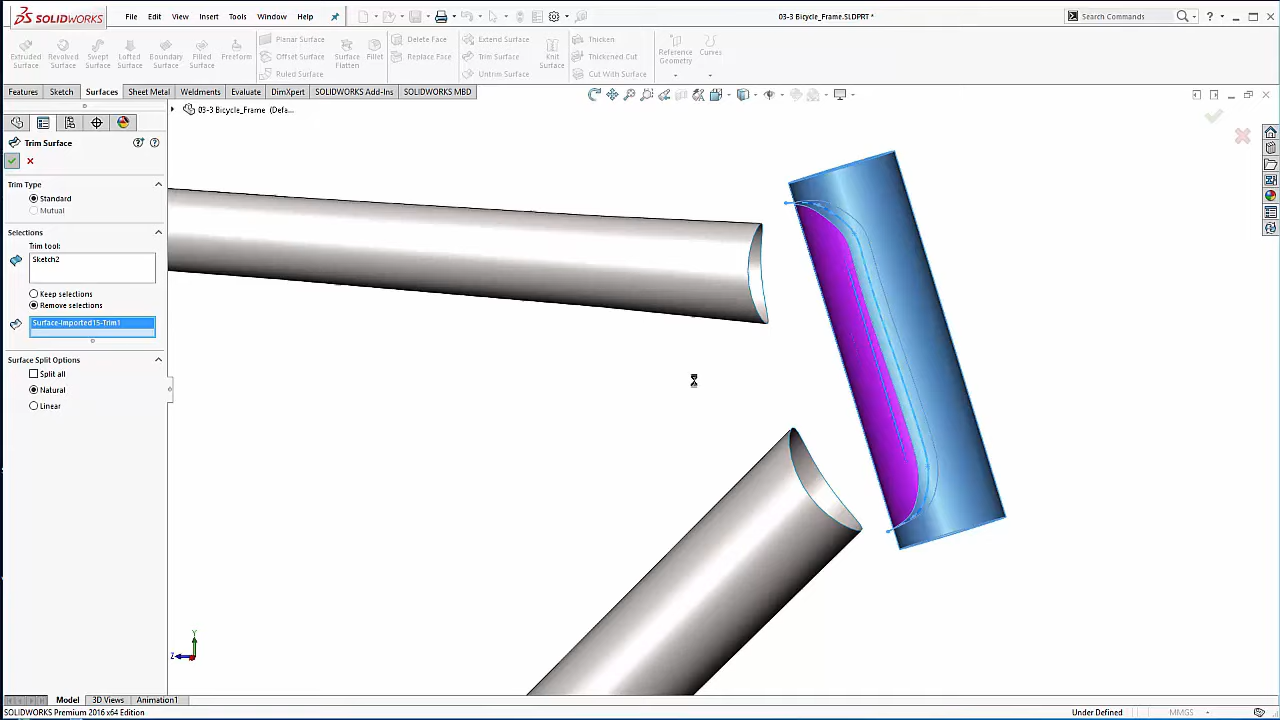 SOLIDWORKS
File Edit View Insert Tools Window Help
03-3 Bicycle_Frame.SLDPRT *
Search Commands
Extruded Surface
Revolved Surface
Swept Surface
Lofted Surface
Boundary Surface
Filled Surface
Freeform
Planar Surface
Offset Surface
Ruled Surface
Surface Flatten
Fillet
Delete Face
Replace Face
Extend Surface
Trim Surface
Untrim Surface
Knit Surface
Thicken
Thickened Cut
Cut With Surface
Reference Geometry
Curves
Features Sketch Surfaces Sheet Metal Weldments Evaluate DimXpert SOLIDWORKS Add-Ins SOLIDWORKS MBD
03-3 Bicycle_Frame (Defa...
Trim Surface
Trim Type
Standard
Mutual
Selections
Trim tool:
Sketch2
Keep selections
Remove selections
Surface-Imported15-Trim1
Surface Split Options
Split all
Natural
Linear
Y
Z
Model 3D Views Animation1
SOLIDWORKS Premium 2016 x64 Edition
Under Defined
MMGS